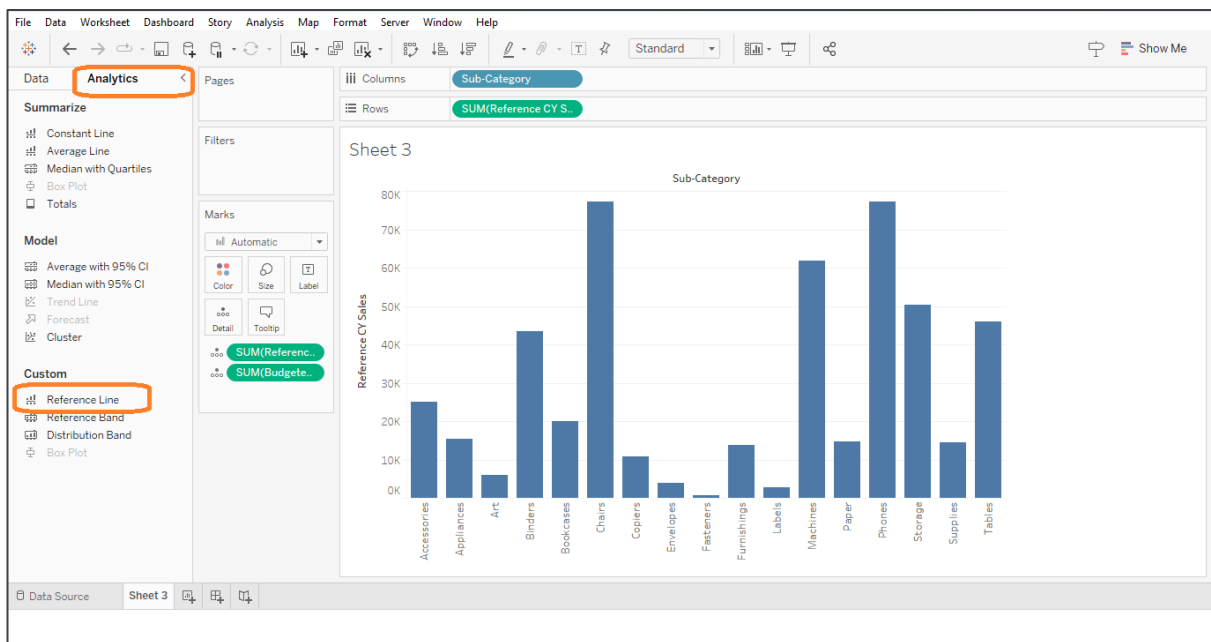 File Data Worksheet Dashboard Story Analysis Map Format Server Window Help
Standard
Show Me
Data Analytics
Summarize
Constant Line
Average Line
Median with Quartiles
Box Plot
Totals
Model
Average with 95% CI
Median with 95% CI
Trend Line
Forecast
Cluster
Custom
Reference Line
Reference Band
Distribution Band
Box Plot
Pages
Filters
Marks
Automatic
Color Size Label
Detail Tooltip
SUM(Referenc..
SUM(Budgete..
Columns Sub-Category
Rows SUM(Reference CY S..
Sheet 3
Sub-Category
Reference CY Sales
80K
70K
60K
50K
40K
30K
20K
10K
0K
Accessories
Appliances
Art
Binders
Bookcases
Chairs
Copiers
Envelopes
Fasteners
Furnishings
Labels
Machines
Paper
Phones
Storage
Supplies
Tables
Data Source Sheet 3